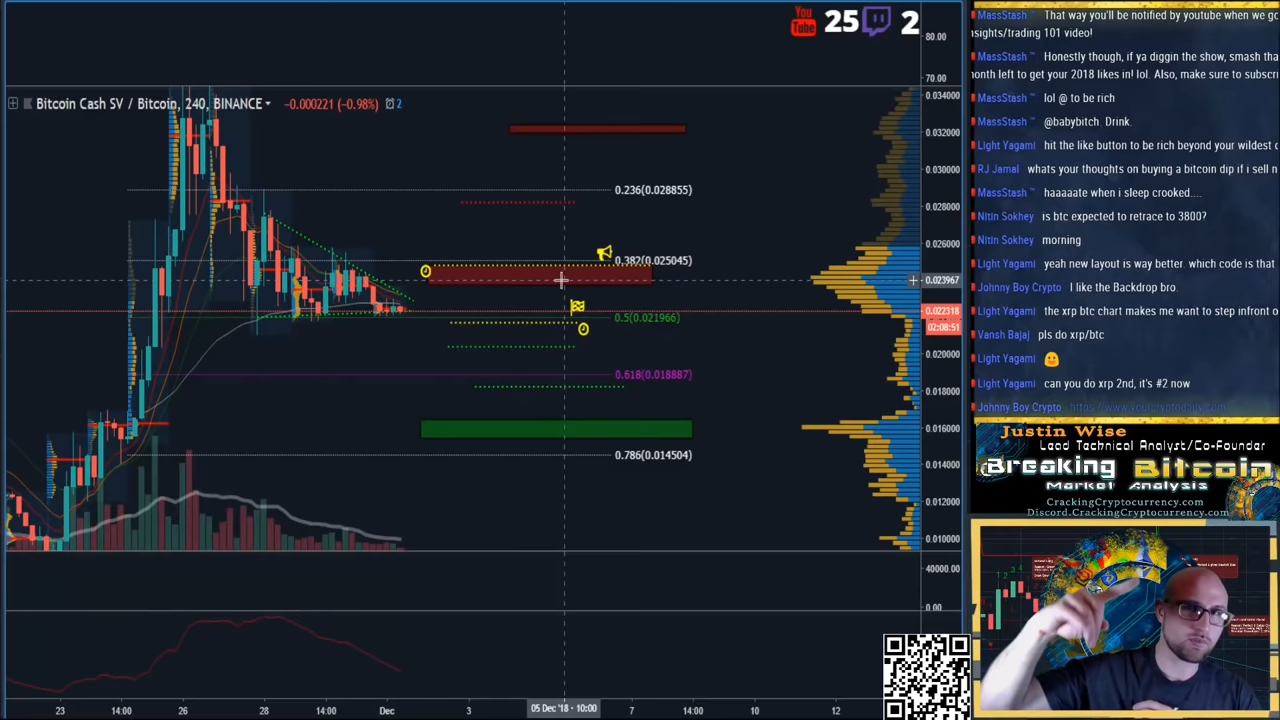 25 2
Bitcoin Cash SV / Bitcoin, 240, BINANCE
−0.000221 (−0.98%)
2
80.00
70.00
0.034000
0.032000
0.030000
0.028000
0.026000
0.023967
0.022318
02:08:51
0.020000
0.018000
0.016000
0.014000
0.012000
0.010000
40000.00
0.00
0.236(0.028855)
0.382(0.025045)
0.5(0.021966)
0.618(0.018887)
0.786(0.014504)
23
14:00
14:00
Dec
3
05 Dec '18 - 10:00
7
14:00
10
12
MassStash ™ That way you'll be notified by youtube when we go
nsights/trading 101 video!
MassStash ™ Honestly though, if ya diggin the show, smash tha
month left to get your 2018 likes in! lol. Also, make sure to subscri
MassStash ™ lol @ to be rich
MassStash ™ @babybitch. Drink.
Light Yagami hit the like button to be rich beyond your wildest d
RJ Jamal whats your thoughts on buying a bitcoin dip if i sell n
MassStash ™ haaaate when i sleep crooked....
Nitin Sokhey is btc expected to retrace to 3800?
Nitin Sokhey morning
Light Yagami yeah new layout is way better. which code is that
Johnny Boy Crypto I like the Backdrop bro.
Light Yagami the xrp btc chart makes me want to step infront o
Vansh Bajaj pls do xrp/btc
Light Yagami
Light Yagami can you do xrp 2nd, it's #2 now
Johnny Boy Crypto
Justin Wise
Lead Technical Analyst/Co-Founder
Breaking Bitcoin
Market Analysis
CrackingCryptocurrency.com
Discord.CrackingCryptocurrency.com